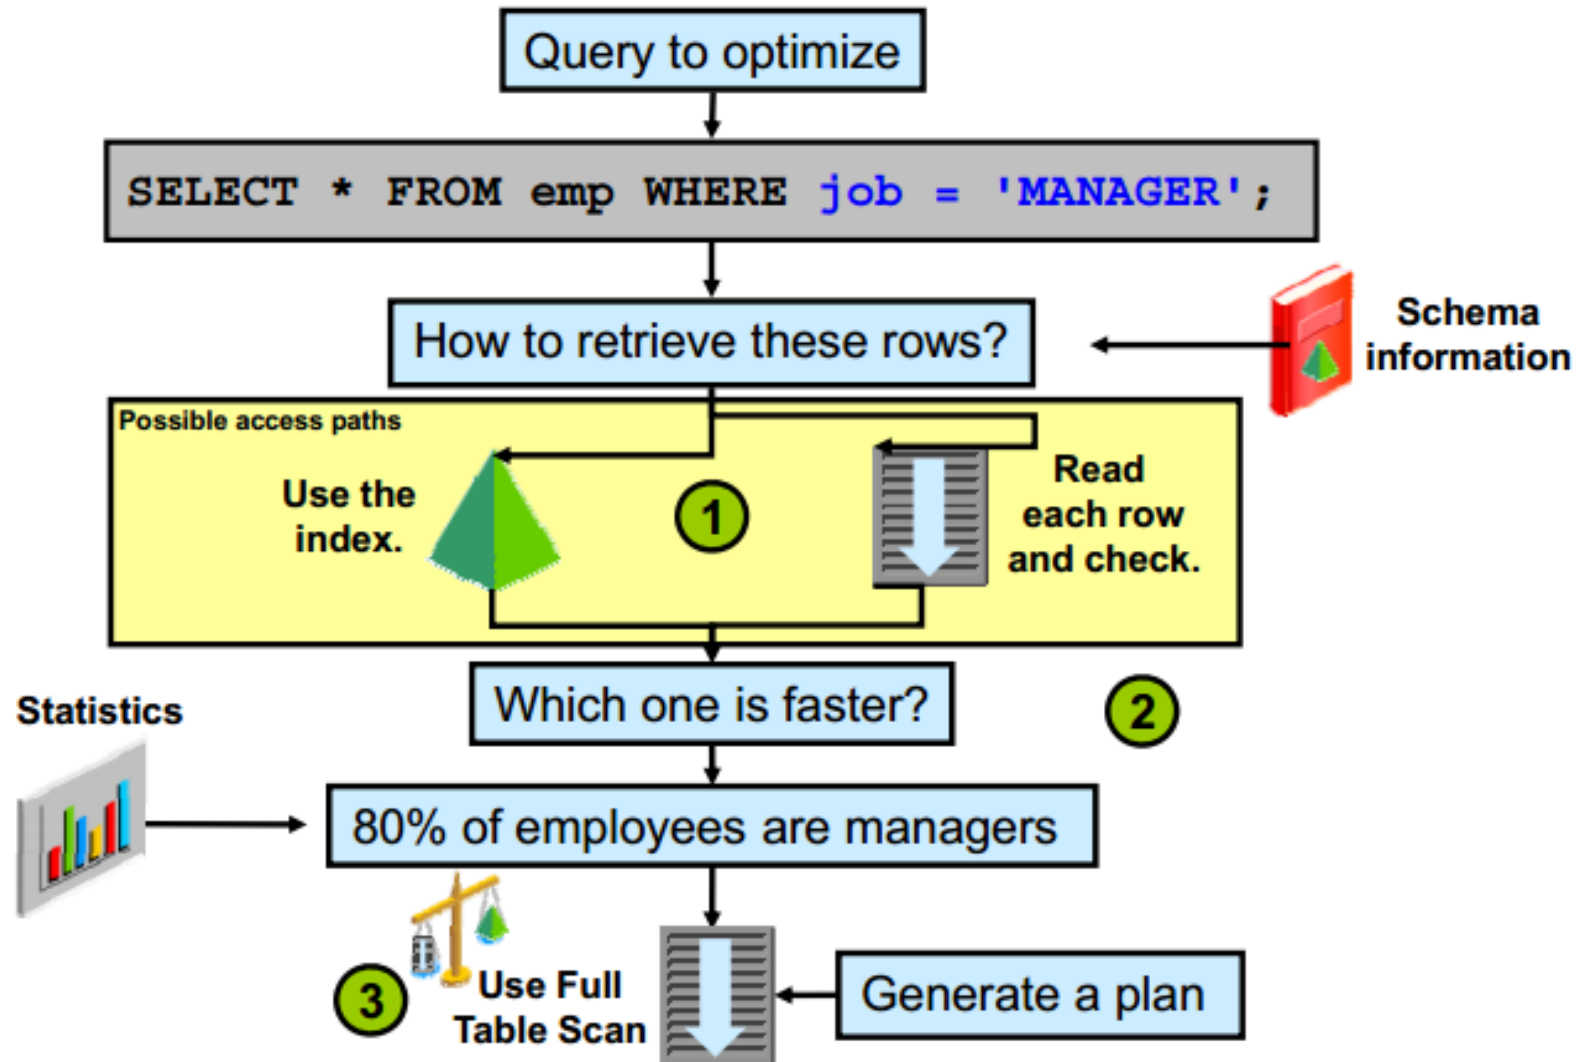 Query to optimize
SELECT * FROM emp WHERE job = 'MANAGER';
How to retrieve these rows?
Schema
information
Possible access paths
Use the
index.
1
Read
each row
and check.
Which one is faster?
2
Statistics
80% of employees are managers
3
Use Full
Table Scan
Generate a plan